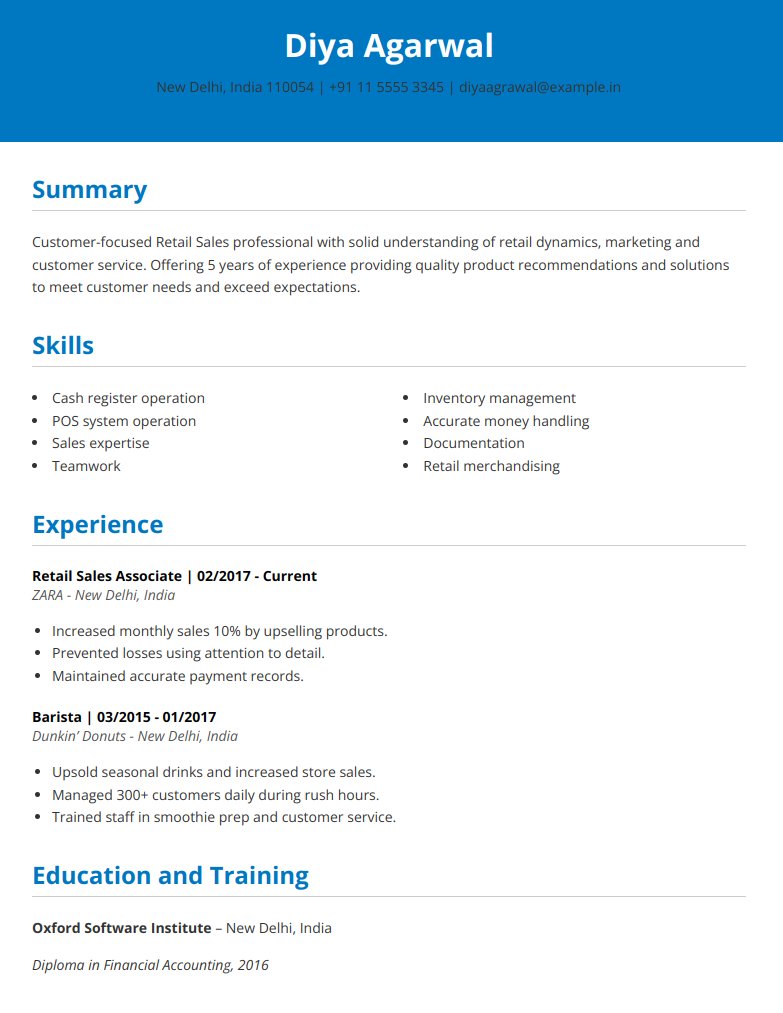 Diya Agarwal
New Delhi, India 110054 | +91 11 5555 3345 | diyaagrawal@example.in
Summary
Customer-focused Retail Sales professional with solid understanding of retail dynamics, marketing and
customer service. Offering 5 years of experience providing quality product recommendations and solutions
to meet customer needs and exceed expectations.
Skills
• Cash register operation
• POS system operation
• Sales expertise
• Teamwork
• Inventory management
• Accurate money handling
• Documentation
• Retail merchandising
Experience
Retail Sales Associate | 02/2017 - Current
ZARA - New Delhi, India
• Increased monthly sales 10% by upselling products.
• Prevented losses using attention to detail.
• Maintained accurate payment records.
Barista | 03/2015 - 01/2017
Dunkin’ Donuts - New Delhi, India
• Upsold seasonal drinks and increased store sales.
• Managed 300+ customers daily during rush hours.
• Trained staff in smoothie prep and customer service.
Education and Training
Oxford Software Institute – New Delhi, India
Diploma in Financial Accounting, 2016